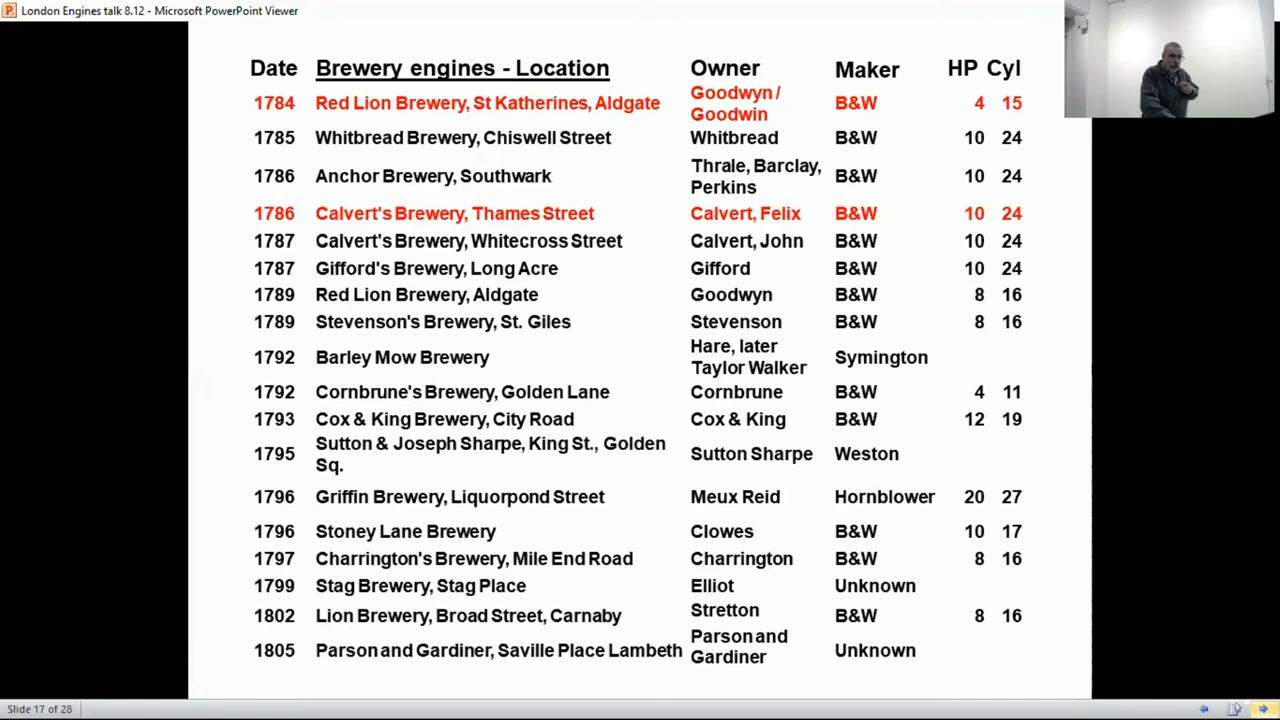 London Engines talk 8.12 - Microsoft PowerPoint Viewer
Date Brewery engines - Location Owner Maker HP Cyl
1784 Red Lion Brewery, St Katherines, Aldgate Goodwyn / Goodwin B&W 4 15
1785 Whitbread Brewery, Chiswell Street Whitbread B&W 10 24
1786 Anchor Brewery, Southwark Thrale, Barclay, Perkins B&W 10 24
1786 Calvert's Brewery, Thames Street Calvert, Felix B&W 10 24
1787 Calvert's Brewery, Whitecross Street Calvert, John B&W 10 24
1787 Gifford's Brewery, Long Acre Gifford B&W 10 24
1789 Red Lion Brewery, Aldgate Goodwyn B&W 8 16
1789 Stevenson's Brewery, St. Giles Stevenson B&W 8 16
1792 Barley Mow Brewery Hare, later Taylor Walker Symington
1792 Cornbrune's Brewery, Golden Lane Cornbrune B&W 4 11
1793 Cox & King Brewery, City Road Cox & King B&W 12 19
1795 Sutton & Joseph Sharpe, King St., Golden Sq. Sutton Sharpe Weston
1796 Griffin Brewery, Liquorpond Street Meux Reid Hornblower 20 27
1796 Stoney Lane Brewery Clowes B&W 10 17
1797 Charrington's Brewery, Mile End Road Charrington B&W 8 16
1799 Stag Brewery, Stag Place Elliot Unknown
1802 Lion Brewery, Broad Street, Carnaby Stretton B&W 8 16
1805 Parson and Gardiner, Saville Place Lambeth Parson and Gardiner Unknown
Slide 17 of 28